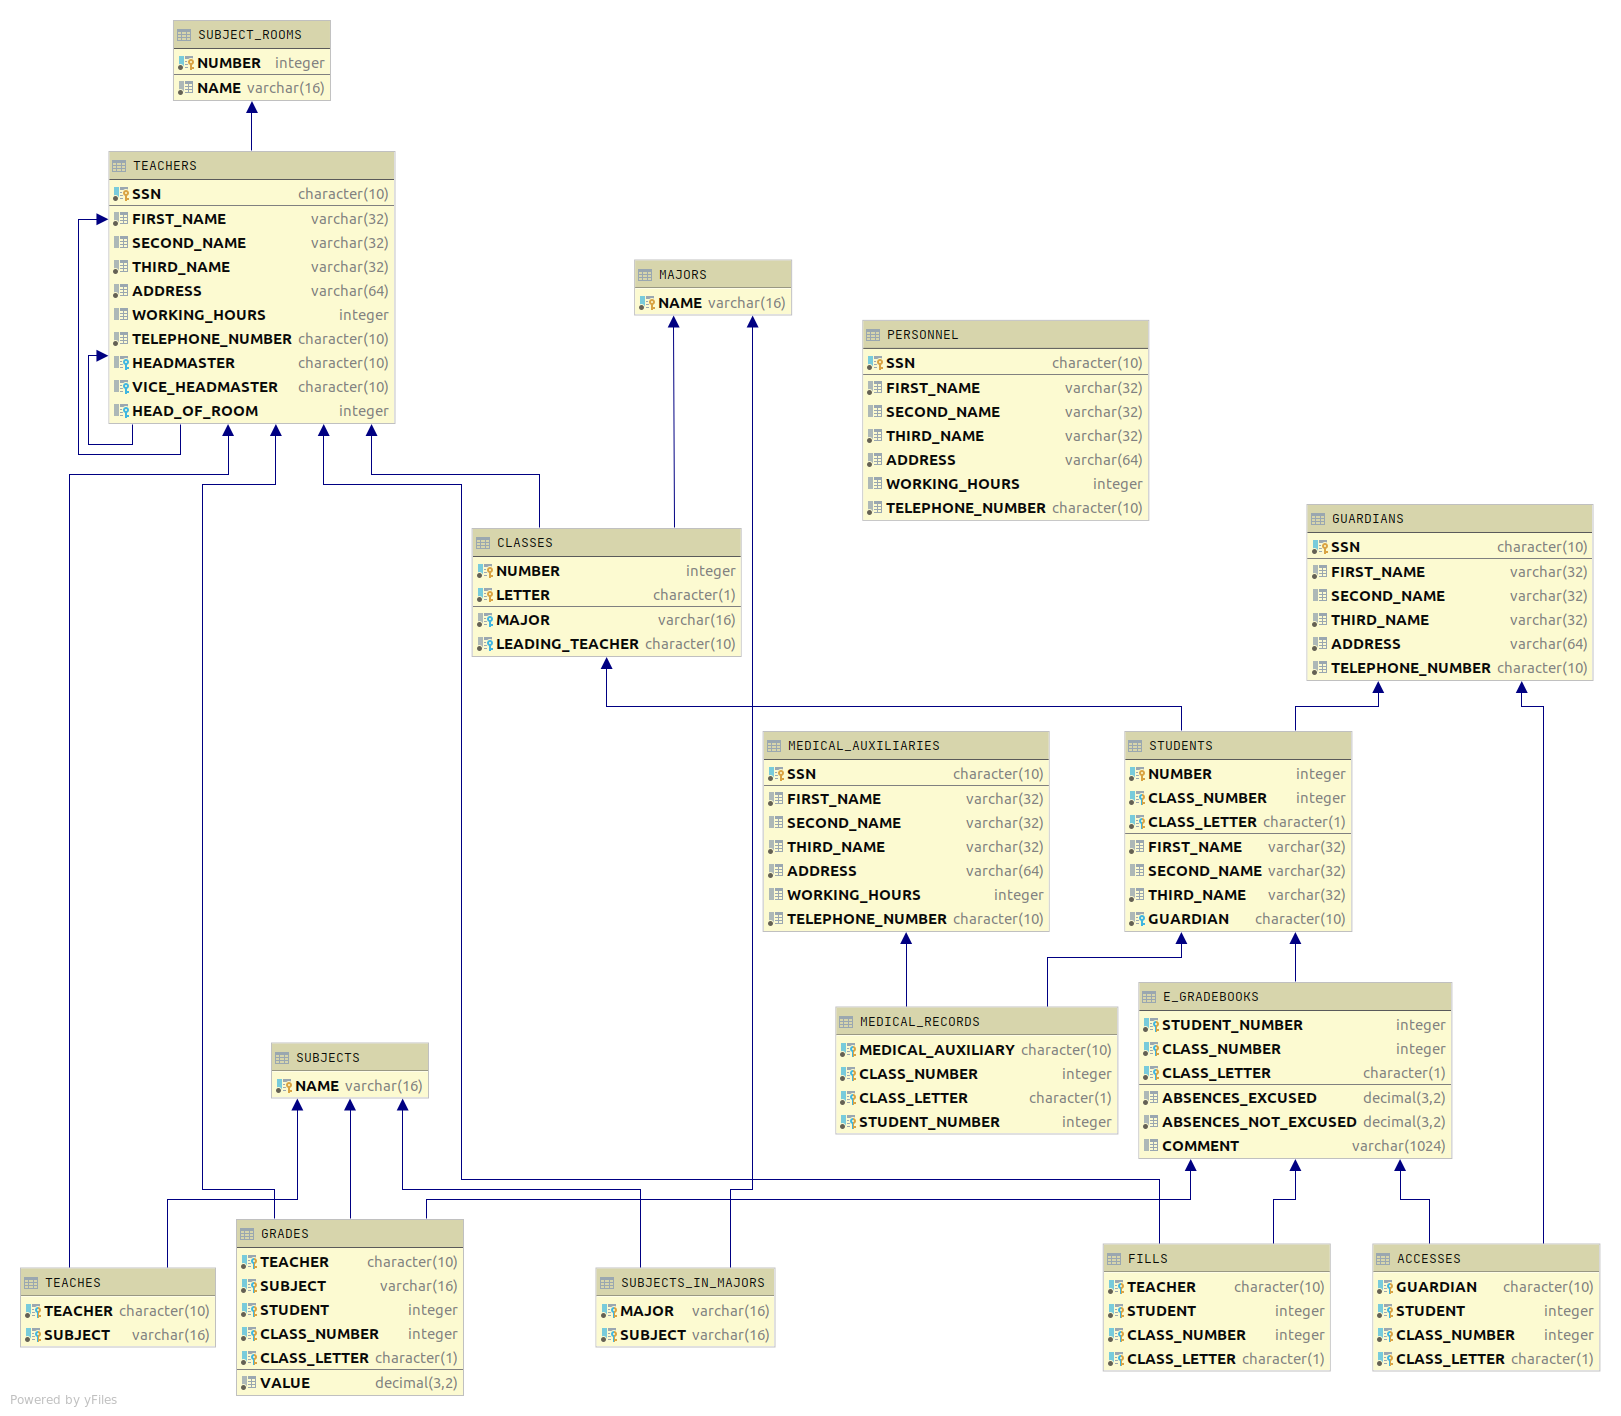 SUBJECT_ROOMS
NUMBER integer
NAME varchar(16)
TEACHERS
SSN character(10)
FIRST_NAME varchar(32)
SECOND_NAME varchar(32)
THIRD_NAME varchar(32)
ADDRESS varchar(64)
WORKING_HOURS integer
TELEPHONE_NUMBER character(10)
HEADMASTER character(10)
VICE_HEADMASTER character(10)
HEAD_OF_ROOM integer
MAJORS
NAME varchar(16)
PERSONNEL
SSN character(10)
FIRST_NAME varchar(32)
SECOND_NAME varchar(32)
THIRD_NAME varchar(32)
ADDRESS varchar(64)
WORKING_HOURS integer
TELEPHONE_NUMBER character(10)
CLASSES
NUMBER integer
LETTER character(1)
MAJOR varchar(16)
LEADING_TEACHER character(10)
GUARDIANS
SSN character(10)
FIRST_NAME varchar(32)
SECOND_NAME varchar(32)
THIRD_NAME varchar(32)
ADDRESS varchar(64)
TELEPHONE_NUMBER character(10)
MEDICAL_AUXILIARIES
SSN character(10)
FIRST_NAME varchar(32)
SECOND_NAME varchar(32)
THIRD_NAME varchar(32)
ADDRESS varchar(64)
WORKING_HOURS integer
TELEPHONE_NUMBER character(10)
STUDENTS
NUMBER integer
CLASS_NUMBER integer
CLASS_LETTER character(1)
FIRST_NAME varchar(32)
SECOND_NAME varchar(32)
THIRD_NAME varchar(32)
GUARDIAN character(10)
MEDICAL_RECORDS
MEDICAL_AUXILIARY character(10)
CLASS_NUMBER integer
CLASS_LETTER character(1)
STUDENT_NUMBER integer
E_GRADEBOOKS
STUDENT_NUMBER integer
CLASS_NUMBER integer
CLASS_LETTER character(1)
ABSENCES_EXCUSED decimal(3,2)
ABSENCES_NOT_EXCUSED decimal(3,2)
COMMENT varchar(1024)
SUBJECTS
NAME varchar(16)
TEACHES
TEACHER character(10)
SUBJECT varchar(16)
GRADES
TEACHER character(10)
SUBJECT varchar(16)
STUDENT integer
CLASS_NUMBER integer
CLASS_LETTER character(1)
VALUE decimal(3,2)
SUBJECTS_IN_MAJORS
MAJOR varchar(16)
SUBJECT varchar(16)
FILLS
TEACHER character(10)
STUDENT integer
CLASS_NUMBER integer
CLASS_LETTER character(1)
ACCESSES
GUARDIAN character(10)
STUDENT integer
CLASS_NUMBER integer
CLASS_LETTER character(1)
Powered by yFiles